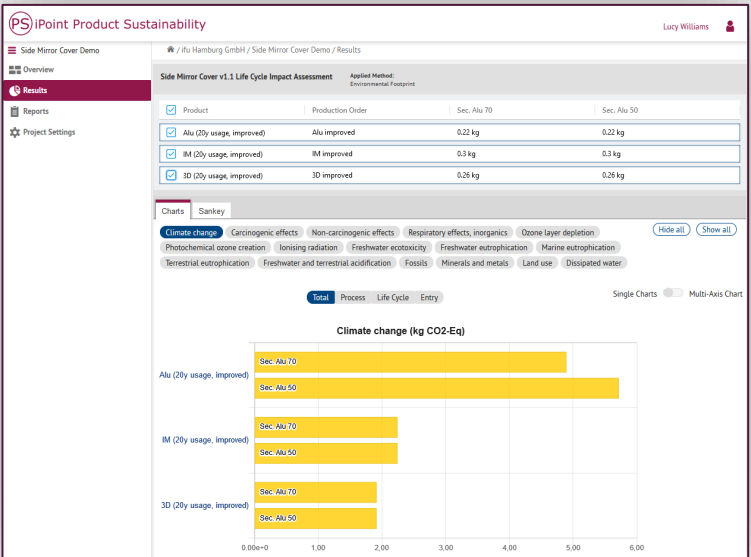 PS iPoint Product Sustainability
Lucy Williams
Side Mirror Cover Demo
/ ifu Hamburg GmbH / Side Mirror Cover Demo / Results
Overview
Results
Reports
Project Settings
Side Mirror Cover v1.1 Life Cycle Impact Assessment
Applied Method:
Environmental Footprint
Product Production Order Sec. Alu 70 Sec. Alu 50
Alu (20y usage, improved) Alu improved 0.22 kg 0.22 kg
IM (20y usage, improved) IM improved 0.3 kg 0.3 kg
3D (20y usage, improved) 3D improved 0.26 kg 0.26 kg
Charts Sankey
Climate change Carcinogenic effects Non-carcinogenic effects Respiratory effects, inorganics Ozone layer depletion
Hide all Show all
Photochemical ozone creation Ionising radiation Freshwater ecotoxicity Freshwater eutrophication Marine eutrophication
Terrestrial eutrophication Freshwater and terrestrial acidification Fossils Minerals and metals Land use Dissipated water
Total Process Life Cycle Entry
Single Charts Multi-Axis Chart
Climate change (kg CO2-Eq)
Alu (20y usage, improved)
Sec. Alu 70
Sec. Alu 50
IM (20y usage, improved)
Sec. Alu 70
Sec. Alu 50
3D (20y usage, improved)
Sec. Alu 70
Sec. Alu 50
0.00e+0 1,00 2,00 3,00 4,00 5,00 6,00